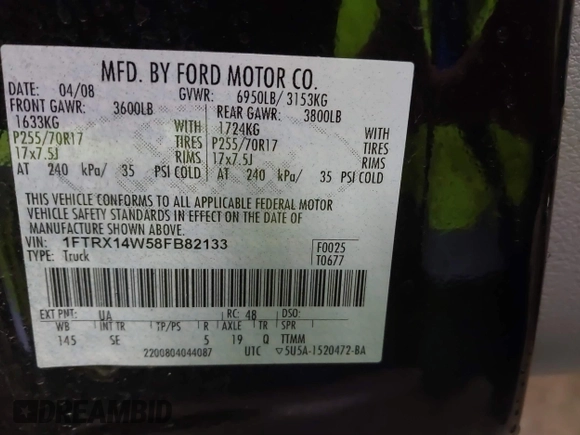 MFD. BY FORD MOTOR CO.
DATE: 04/08 GVWR: 6950LB/ 3153KG
FRONT GAWR: 3600LB REAR GAWR: 3800LB
1633KG WITH 1724KG WITH
P255/70R17 TIRES P255/70R17 TIRES
17x7.5J RIMS 17x7.5J RIMS
AT 240 kPa/ 35 PSI COLD AT 240 kPa/ 35 PSI COLD
THIS VEHICLE CONFORMS TO ALL APPLICABLE FEDERAL MOTOR
VEHICLE SAFETY STANDARDS IN EFFECT ON THE DATE OF
MANUFACTURE SHOWN ABOVE.
VIN: 1FTRX14W58FB82133 F0025
TYPE: Truck T0677
EXT PNT: UA RC: 48 DSO:
WB INT TR TP/PS R AXLE TR SPR
145 SE 5 19 Q TTMM
2200804044087 UTC ▽5U5A-1520472-BA
DREAMBID